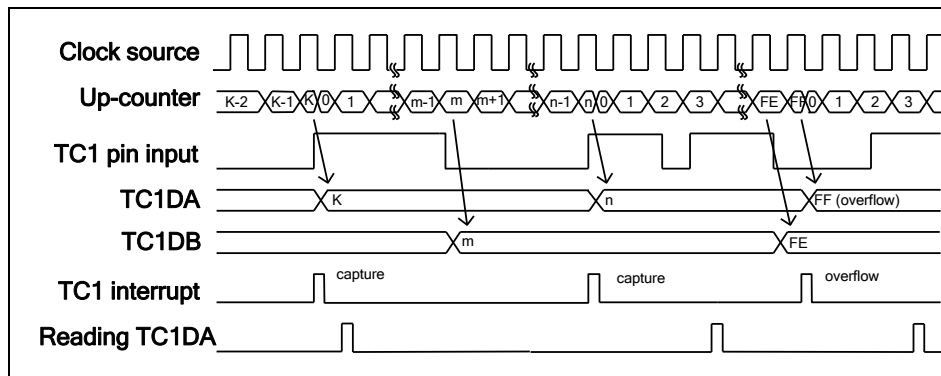 Clock source
Up-counter K-2 K-1 K 0 1 m-1 m m+1 n-1 n 0 1 2 3 FE FF 0 1 2 3
TC1 pin input
TC1DA K n FF (overflow)
TC1DB m FE
TC1 interrupt capture capture overflow
Reading TC1DA